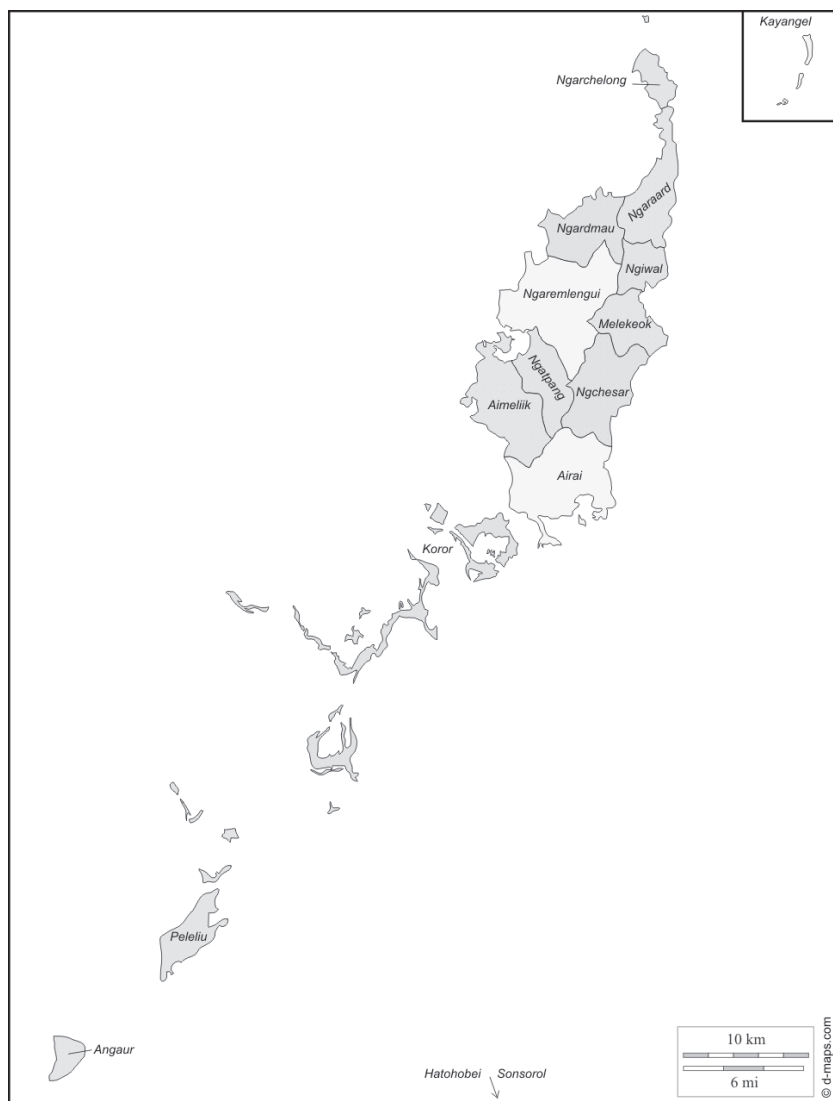 Kayangel
Ngarchelong
Ngaraard
Ngardmau
Ngiwal
Ngaremlengui
Melekeok
Ngatpang
Ngchesar
Aimeliik
Airai
Koror
Peleliu
Angaur
Hatohobei Sonsorol
10 km
6 mi
© d-maps.com